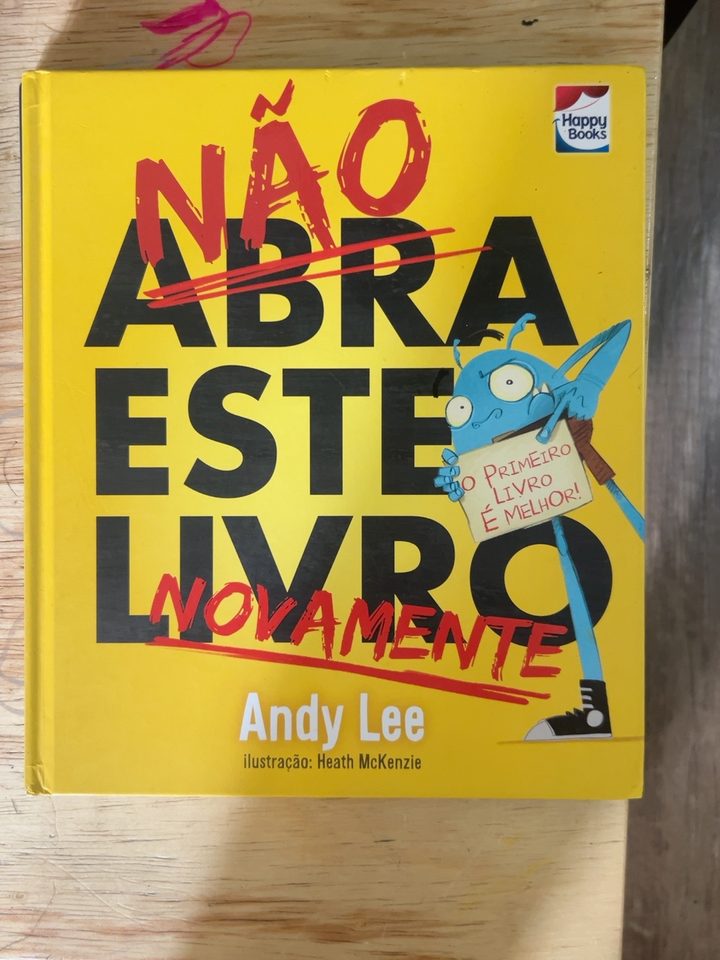 Happy
Books
NÃO
ABRA
ESTE
LIVRO
NOVAMENTE
O PRIMEIRO
LIVRO
É MELHOR!
Andy Lee
ilustração: Heath McKenzie